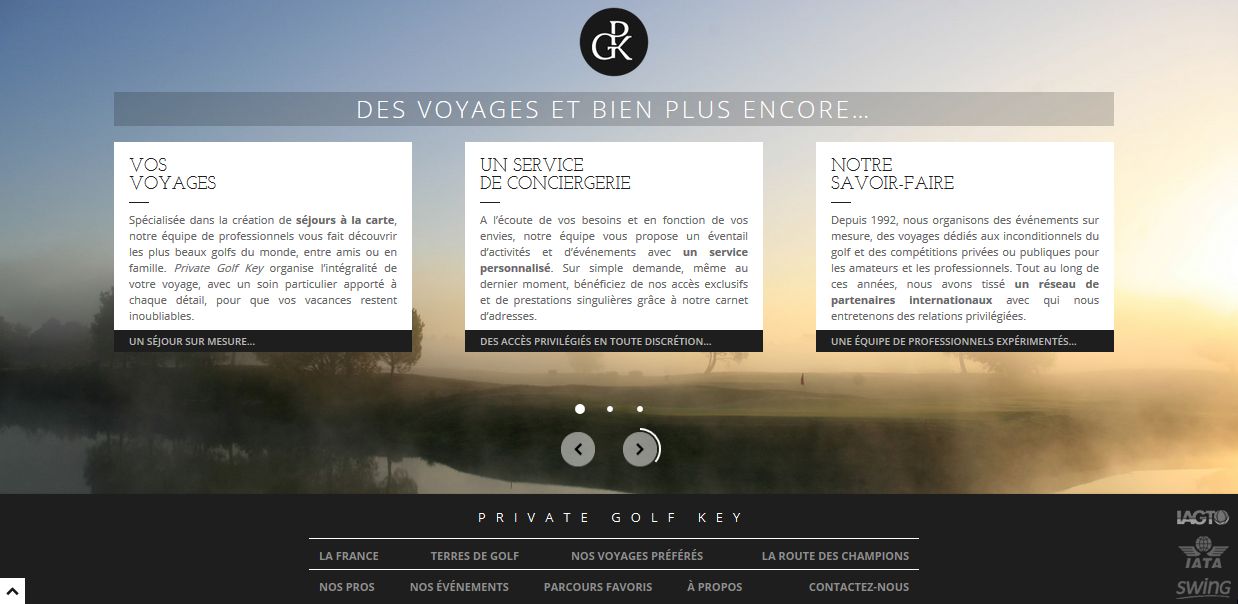 GPK
DES VOYAGES ET BIEN PLUS ENCORE...
VOS
VOYAGES
Spécialisée dans la création de séjours à la carte,
notre équipe de professionnels vous fait découvrir
les plus beaux golfs du monde, entre amis ou en
famille. Private Golf Key organise l'intégralité de
votre voyage, avec un soin particulier apporté à
chaque détail, pour que vos vacances restent
inoubliables.
UN SÉJOUR SUR MESURE...
UN SERVICE
DE CONCIERGERIE
A l'écoute de vos besoins et en fonction de vos
envies, notre équipe vous propose un éventail
d'activités et d'événements avec un service
personnalisé. Sur simple demande, même au
dernier moment, bénéficiez de nos accès exclusifs
et de prestations singulières grâce à notre carnet
d'adresses.
DES ACCÈS PRIVILÉGIÉS EN TOUTE DISCRÉTION...
NOTRE
SAVOIR-FAIRE
Depuis 1992, nous organisons des événements sur
mesure, des voyages dédiés aux inconditionnels du
golf et des compétitions privées ou publiques pour
les amateurs et les professionnels. Tout au long de
ces années, nous avons tissé un réseau de
partenaires internationaux avec qui nous
entretenons des relations privilégiées.
UNE ÉQUIPE DE PROFESSIONNELS EXPÉRIMENTÉS...
PRIVATE GOLF KEY
LA FRANCE TERRES DE GOLF NOS VOYAGES PRÉFÉRÉS LA ROUTE DES CHAMPIONS
NOS PROS NOS ÉVÉNEMENTS PARCOURS FAVORIS À PROPOS CONTACTEZ-NOUS
IAGTO
IATA
swing